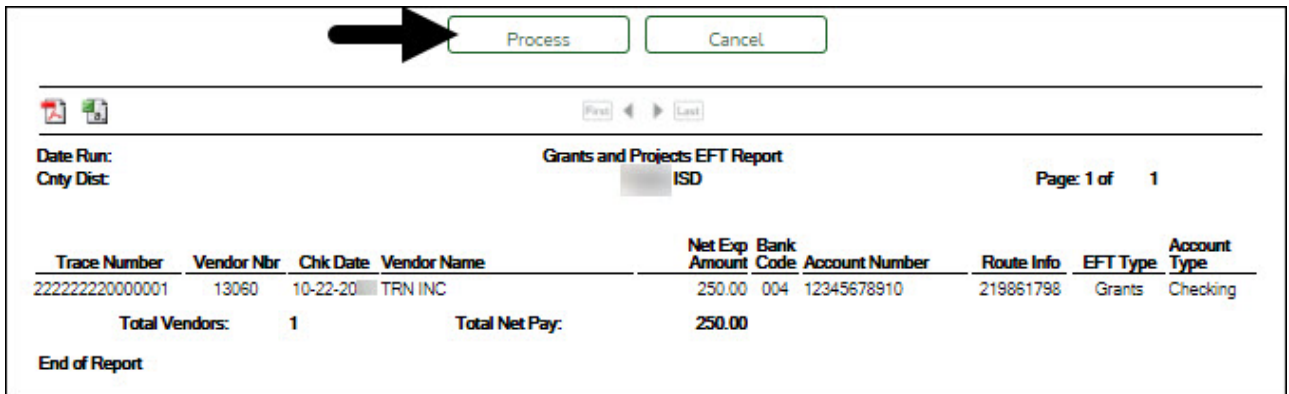 Process Cancel
First Last
Date Run: Grants and Projects EFT Report
Cnty Dist: ISD Page: 1 of 1
Net Exp Bank Account
Trace Number Vendor Nbr Chk Date Vendor Name Amount Code Account Number Route Info EFT Type Type
222222220000001 13060 10-22-20 TRN INC 250.00 004 12345678910 219861798 Grants Checking
Total Vendors: 1 Total Net Pay: 250.00
End of Report